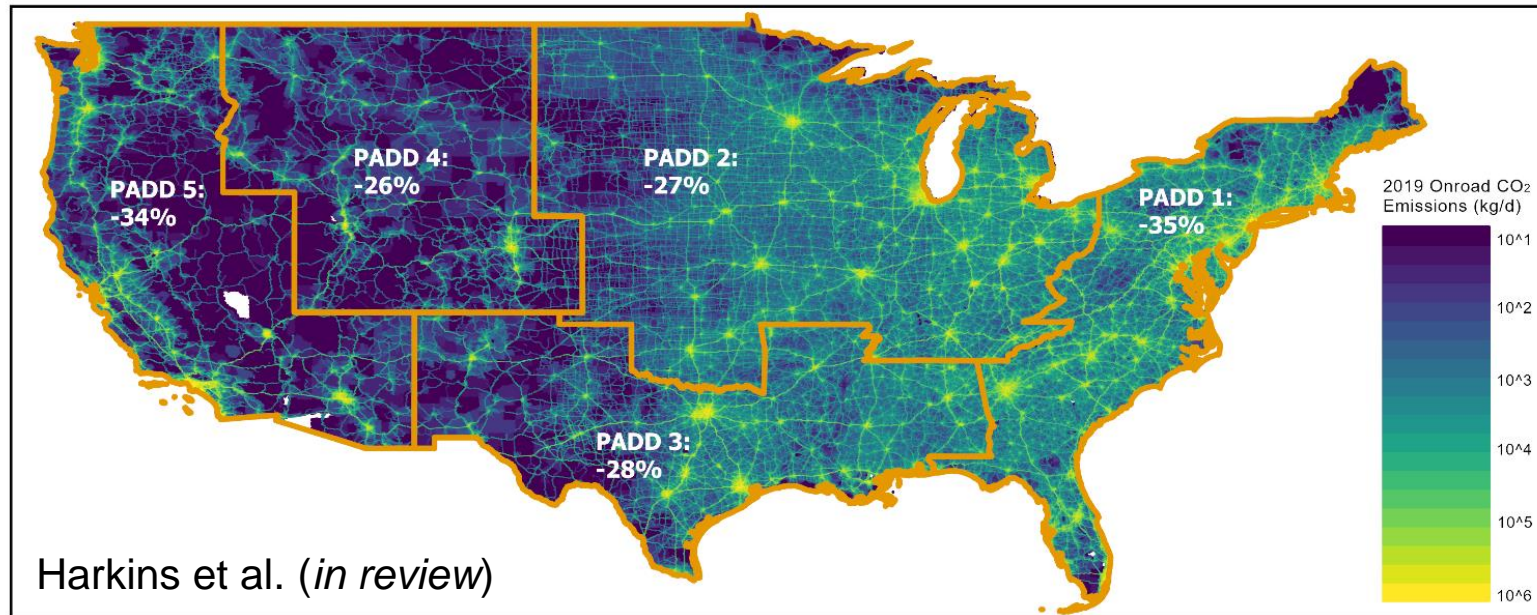 PADD 5:
-34%
PADD 4:
-26%
PADD 2:
-27%
PADD 1:
-35%
PADD 3:
-28%
2019 Onroad CO₂
Emissions (kg/d)
10^1
10^2
10^3
10^4
10^5
10^6
Harkins et al. (in review)